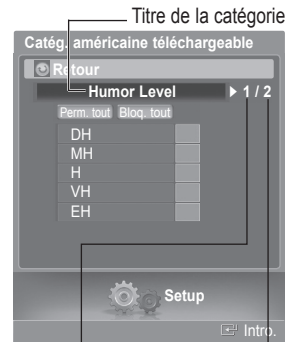 Titre de la catégorie
Catég. américaine téléchargeable
Retour
Humor Level ▶ 1 / 2
Perm. tout Bloq. tout
DH
MH
H
VH
EH
Setup
Intro.